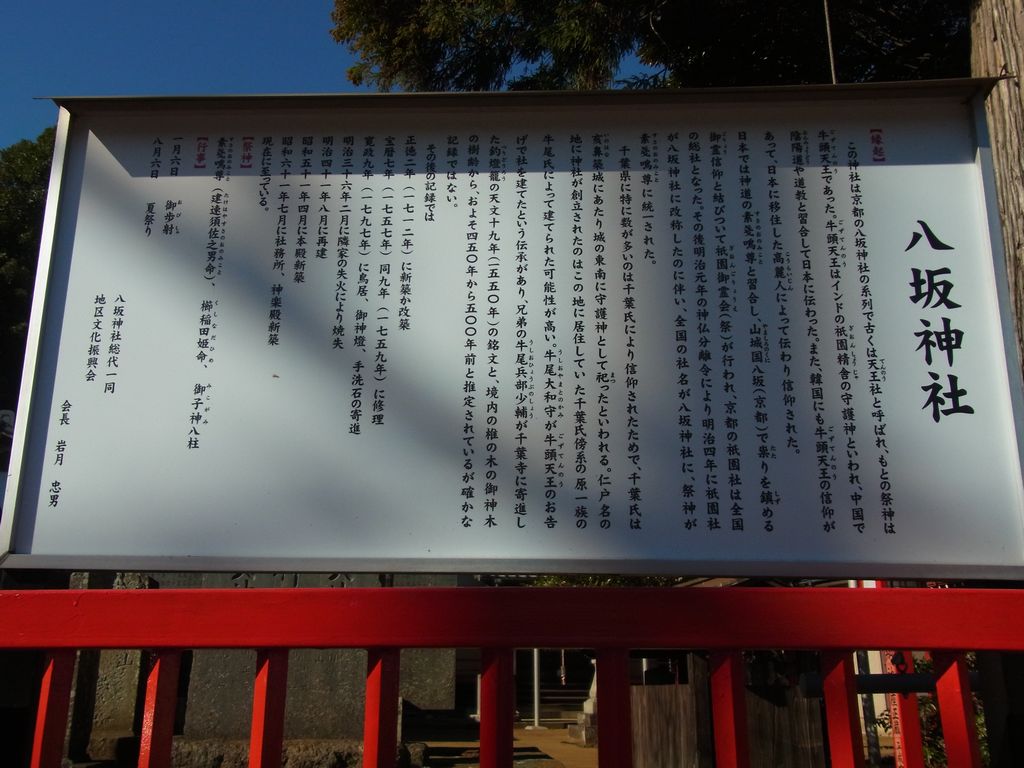 八坂神社
【縁起】
この神社は京都の八坂神社の系列で古くは天王社と呼ばれ、もとの祭神は
牛頭天王であった。牛頭天王はインドの祇園精舎の守護神といわれ、中国で
陰陽道や道教と習合して日本に伝わった。また、韓国にも牛頭天王の信仰が
あって、日本に移住した高麗人によって伝わり信仰された。
日本では神道の素戔嗚尊と習合し、山城国八坂(京都)で祟りを鎮める
御霊信仰と結びついて祇園御霊会(祭)が行われ、京都の祇園社は全国
の総社となった。その後明治元年の神仏分離令により明治四年に祇園社
が八坂神社に改称したのに伴い、全国の社名が八坂神社に、祭神が
素戔嗚尊に統一された。
千葉県に特に数が多いのは千葉氏により信仰されたためで、千葉氏は
亥鼻築城にあたり城の東南に守護神として祀ったといわれる。仁戸名の
地に神社が創立されたのはこの地に居住していた千葉氏傍系の原一族の
牛尾氏によって建てられた可能性が高い。牛尾大和守が牛頭天王のお告
げで社を建てたという伝承があり、兄弟の牛尾兵部少輔が千葉寺に寄進し
た釣燈籠の天文十九年(一五五〇年)の銘文と、境内の椎の木の御神木
の樹齢から、およそ四五〇年から五〇〇年前と推定されているが確かな
記録ではない。
その後の記録では
正徳二年(一七一二年)に新築か改築
宝暦七年(一七五七年)同九年(一七五九年)に修理
寛政九年(一七九七年)に鳥居、御神燈、手洗石の寄進
明治三十六年二月に隣家の失火により焼失
明治四十一年八月に再建
昭和五十一年四月に本殿新築
昭和六十一年七月に社務所、神楽殿新築
現在に至っている。
【祭神】
素戔嗚尊(建速須佐之男命)、櫛稲田姫命、御子神八柱
【行事】
一月六日 御歩射
八月六日 夏祭り
八坂神社総代一同
地区文化振興会
会長 岩月 忠男